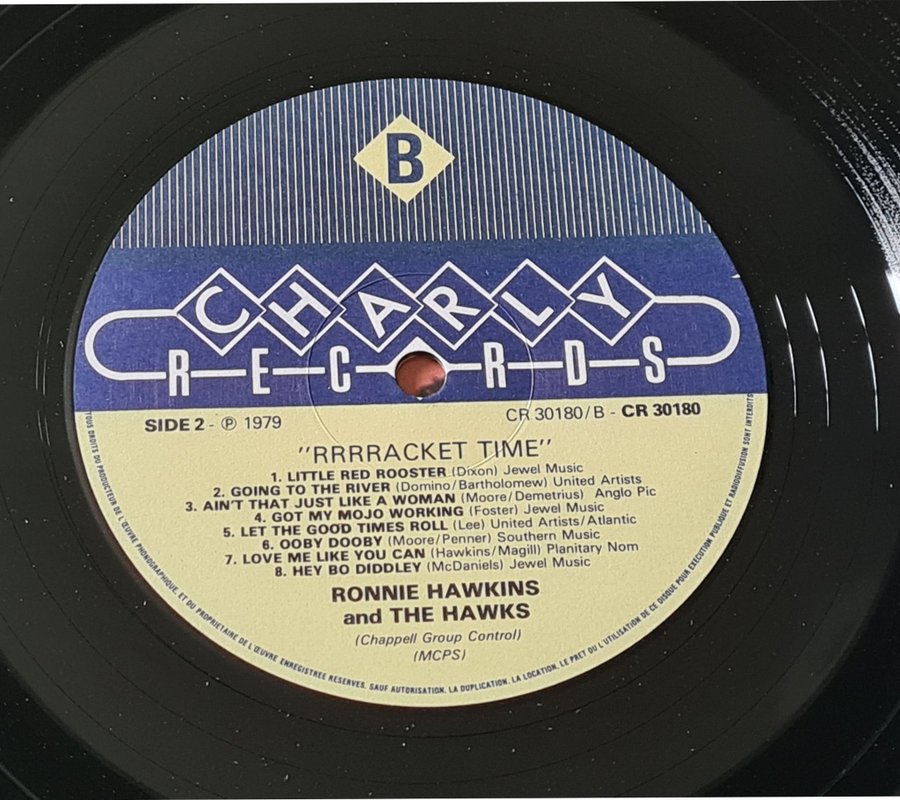 B
CHARLY
RECORDS
SIDE 2 - ℗ 1979
CR 30180/B - CR 30180
"RRRRACKET TIME"
1. LITTLE RED ROOSTER (Dixon) Jewel Music
2. GOING TO THE RIVER (Domino/Bartholomew) United Artists
3. AIN'T THAT JUST LIKE A WOMAN (Moore/Demetrius) Anglo Pic
4. GOT MY MOJO WORKING (Foster) Jewel Music
5. LET THE GOOD TIMES ROLL (Lee) United Artists/Atlantic
6. OOBY DOOBY (Moore/Penner) Southern Music
7. LOVE ME LIKE YOU CAN (Hawkins/Magill) Planitary Nom
8. HEY BO DIDDLEY (McDaniels) Jewel Music
RONNIE HAWKINS
and THE HAWKS
(Chappell Group Control)
(MCPS)
TOUS DROITS DU PRODUCTEUR DE L'ŒUVRE PHONOGRAPHIQUE, ET DU PROPRIETAIRE DE L'ŒUVRE ENREGISTREE RESERVES, SAUF AUTORISATION, LA DUPLICATION, LA LOCATION, LE PRET OU L'UTILISATION DE CE DISQUE POUR EXECUTION PUBLIQUE ET RADIODIFFUSION SONT INTERDITS